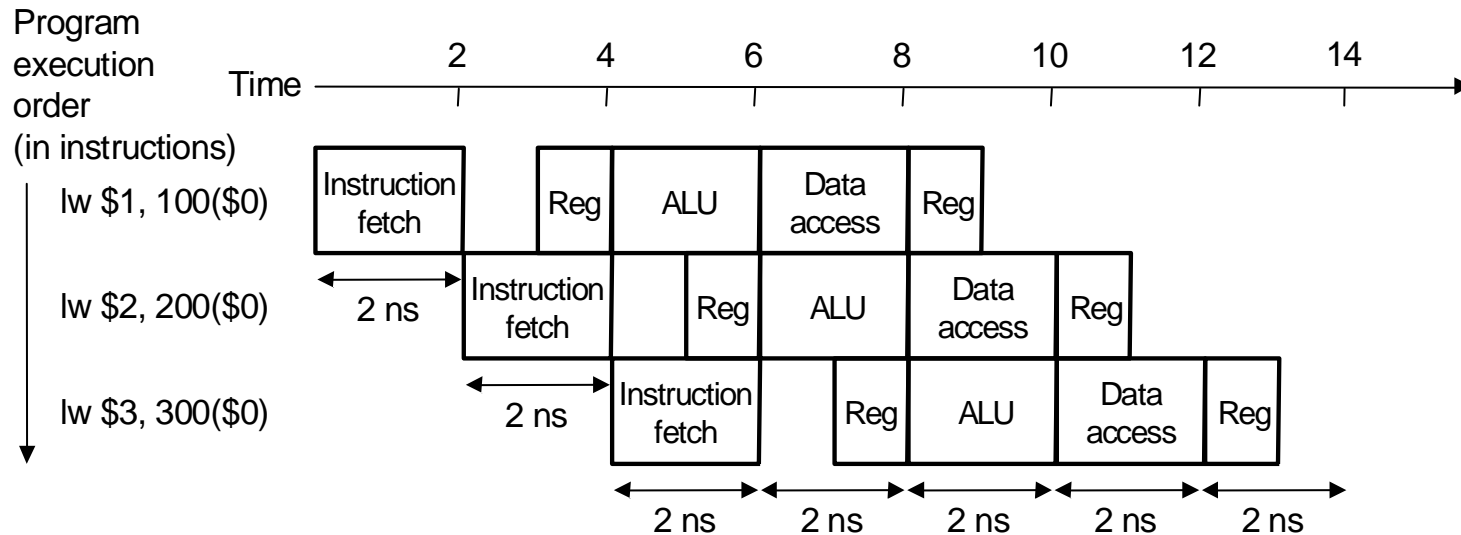 Program
execution
order
(in instructions)
Time
2 4 6 8 10 12 14
lw $1, 100($0)
Instruction
fetch
Reg
ALU
Data
access
Reg
2 ns
lw $2, 200($0)
Instruction
fetch
Reg
ALU
Data
access
Reg
2 ns
lw $3, 300($0)
Instruction
fetch
Reg
ALU
Data
access
Reg
2 ns 2 ns 2 ns 2 ns 2 ns